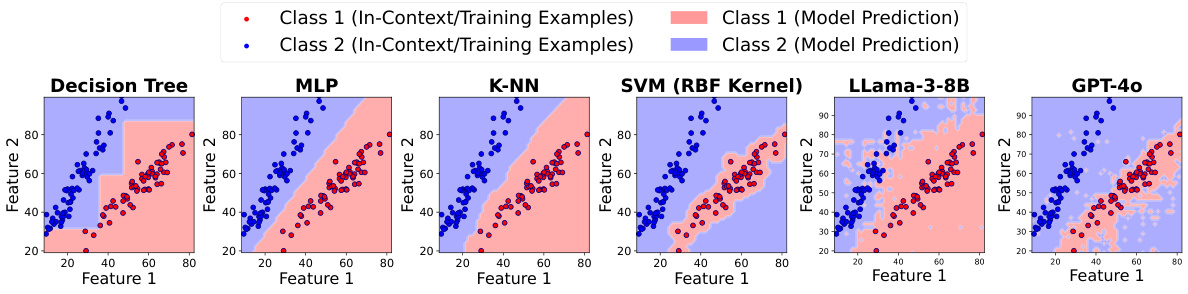 Class 1 (In-Context/Training Examples) Class 1 (Model Prediction)
Class 2 (In-Context/Training Examples) Class 2 (Model Prediction)
Decision Tree MLP K-NN SVM (RBF Kernel) LLama-3-8B GPT-4o
Feature 2
80
60
40
20
20 40 60 80
Feature 1
Feature 2
80
60
40
20
20 40 60 80
Feature 1
Feature 2
80
60
40
20
20 40 60 80
Feature 1
Feature 2
80
60
40
20
20 40 60 80
Feature 1
Feature 2
90
80
70
60
50
40
30
20
20 40 60 80
Feature 1
Feature 2
90
80
70
60
50
40
30
20
20 40 60 80
Feature 1